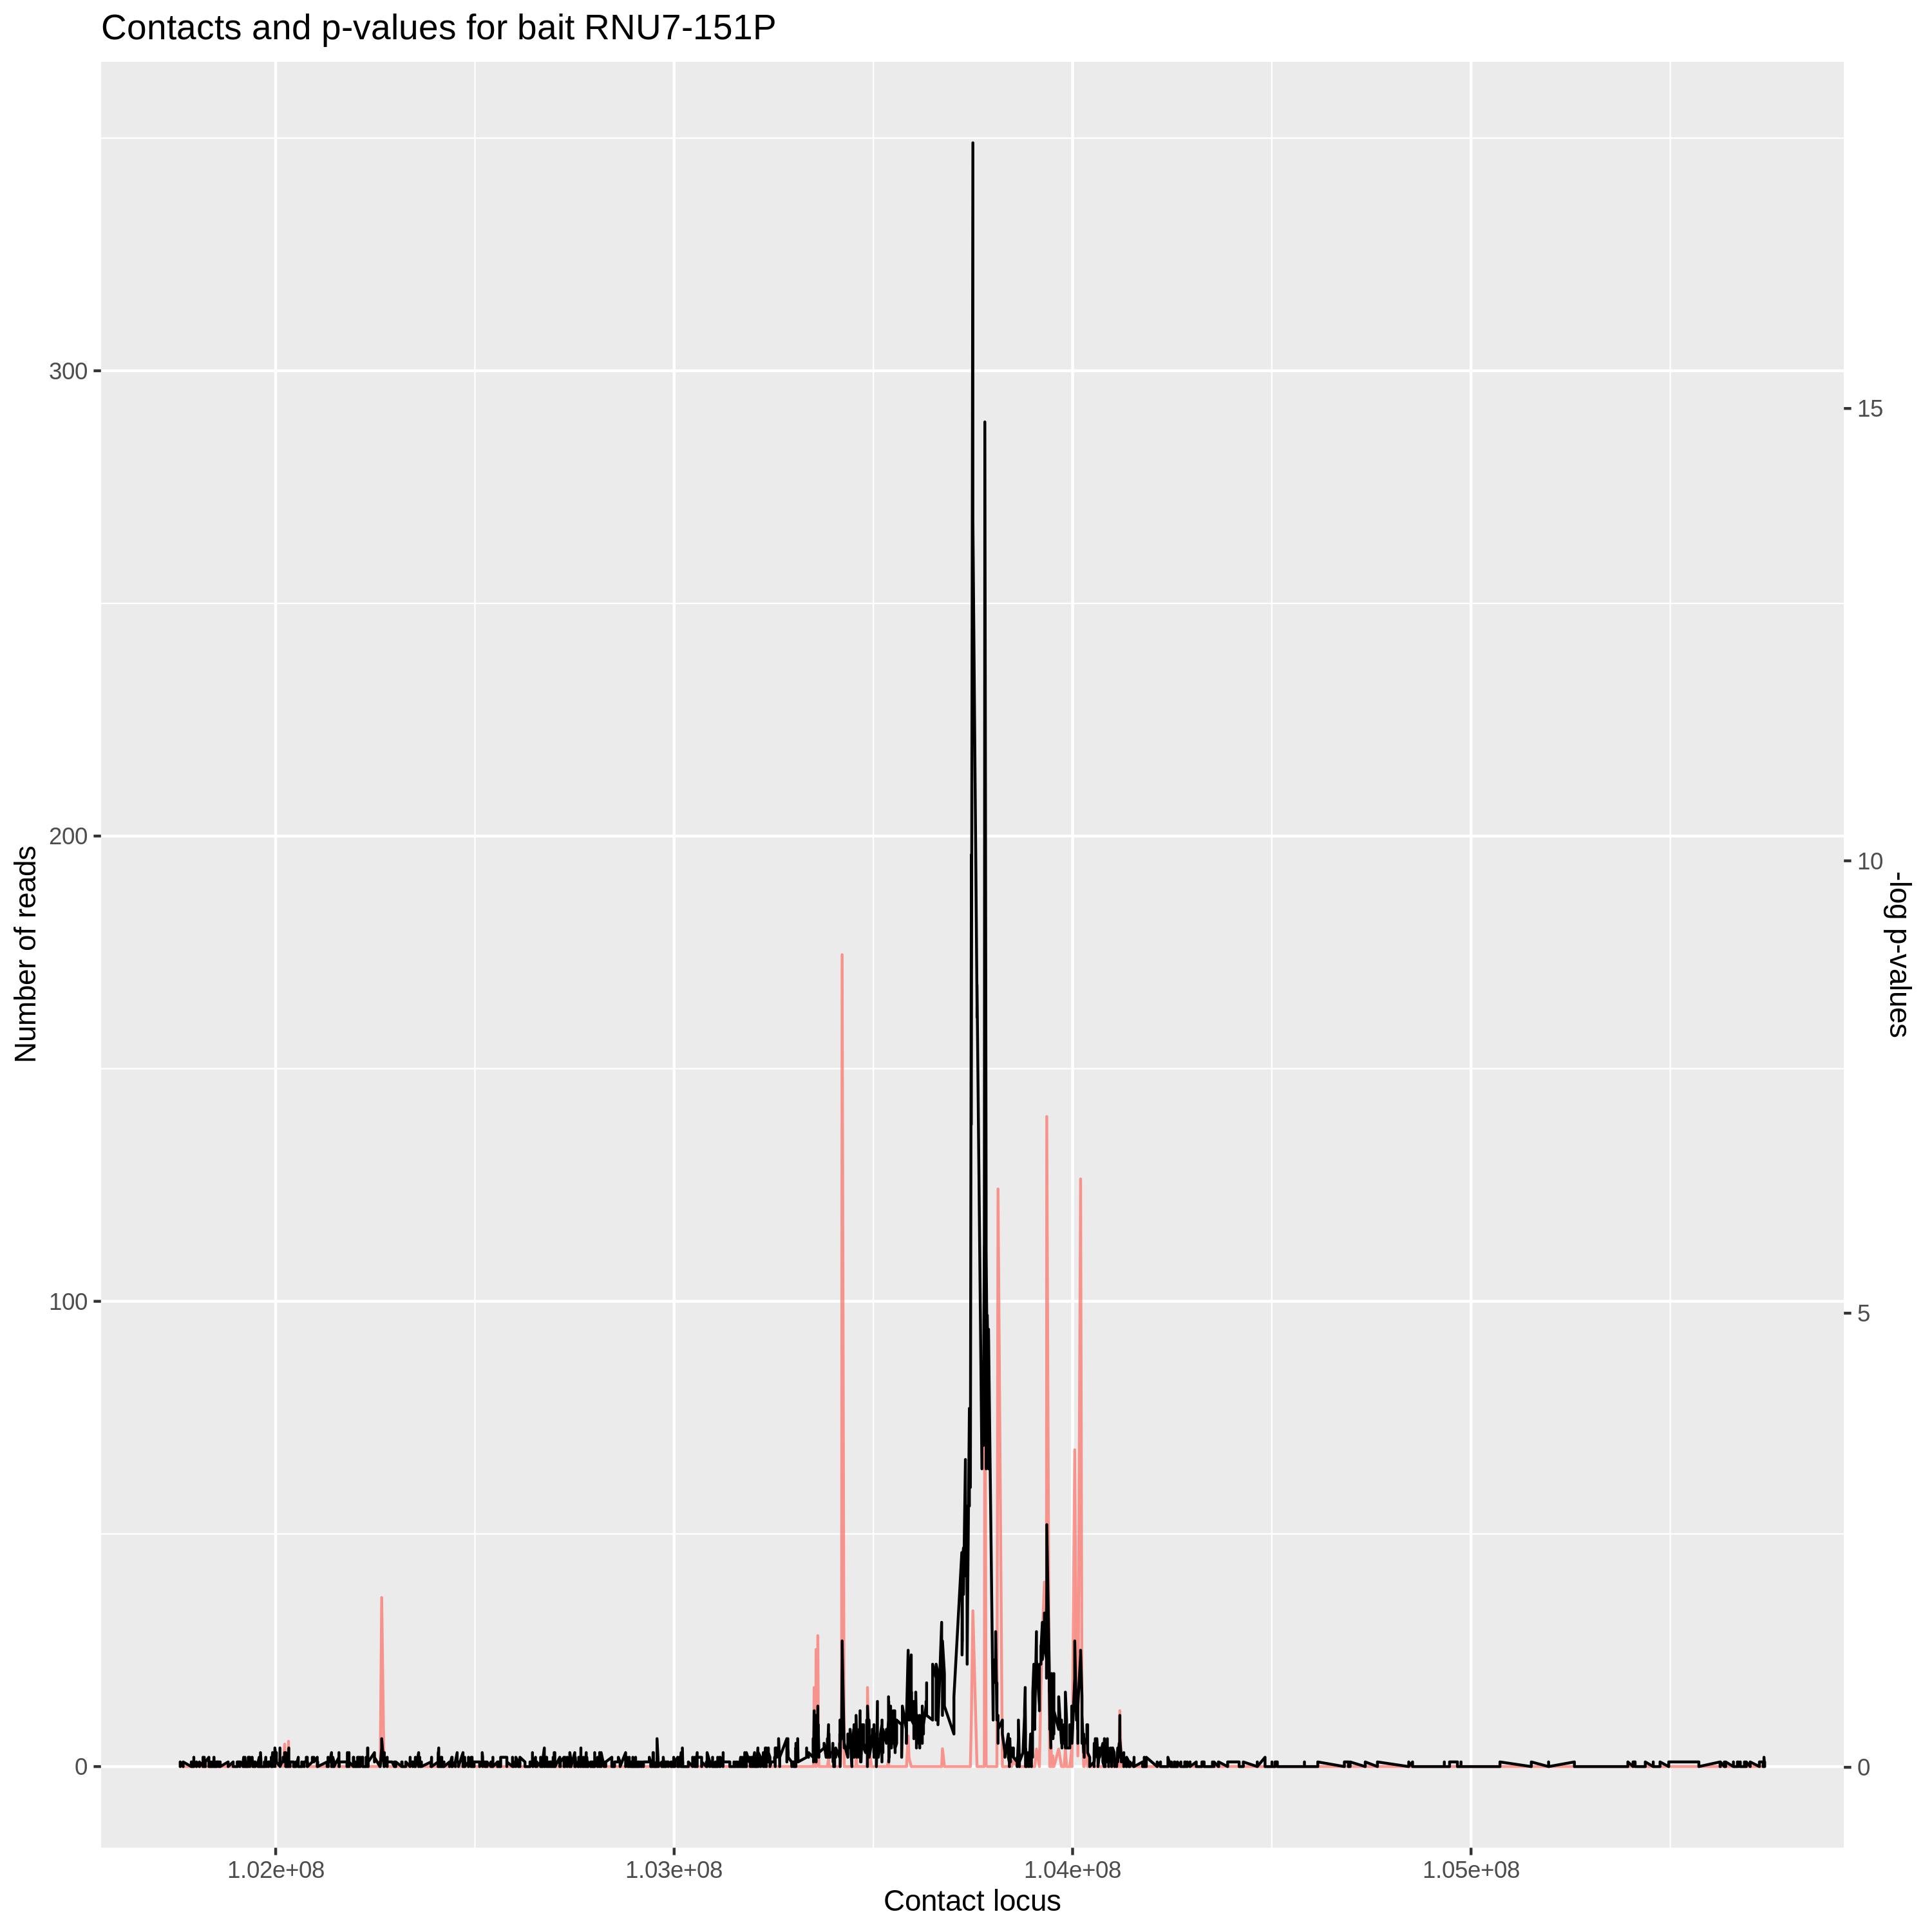 Contacts and p-values for bait RNU7-151P
300
200
100
0
15
10
5
0
Number of reads
-log p-values
1.02e+08
1.03e+08
1.04e+08
1.05e+08
Contact locus